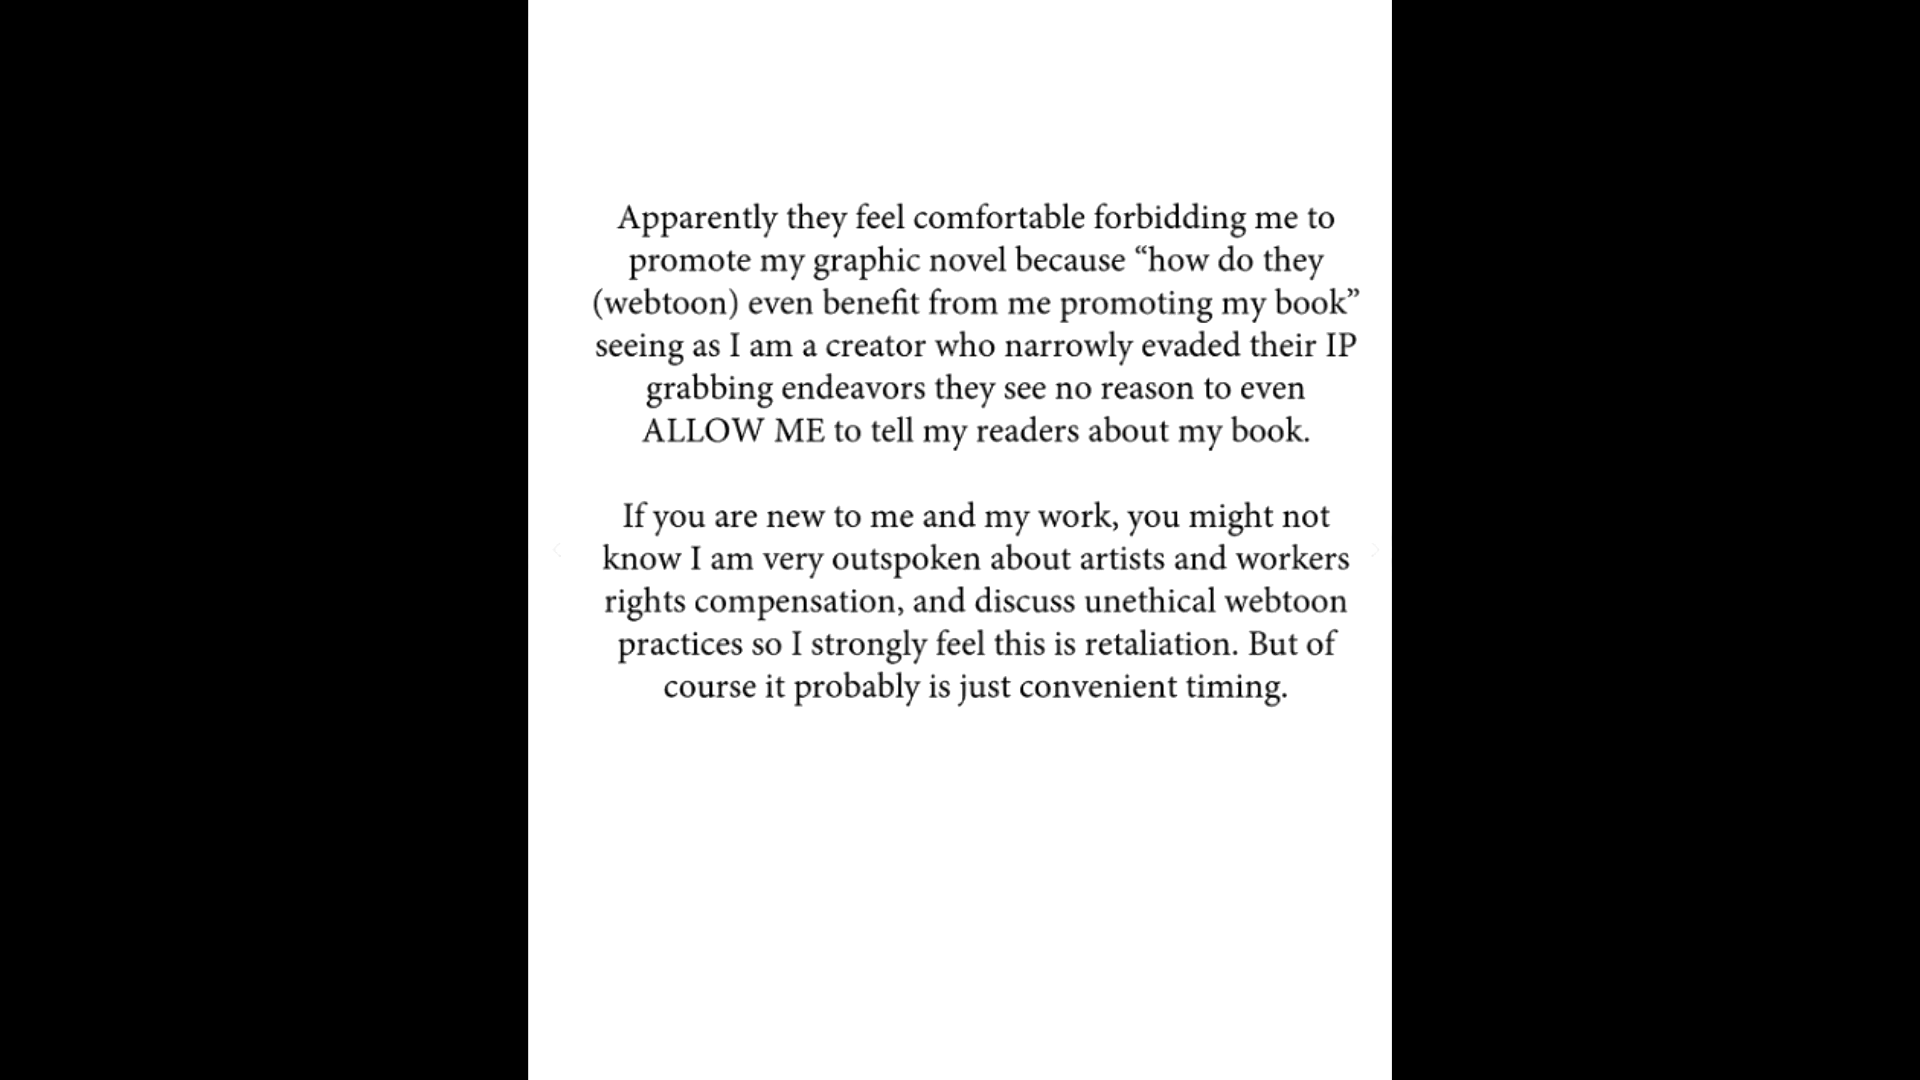 Apparently they feel comfortable forbidding me to
promote my graphic novel because “how do they
(webtoon) even benefit from me promoting my book”
seeing as I am a creator who narrowly evaded their IP
grabbing endeavors they see no reason to even
ALLOW ME to tell my readers about my book.
If you are new to me and my work, you might not
know I am very outspoken about artists and workers
rights compensation, and discuss unethical webtoon
practices so I strongly feel this is retaliation. But of
course it probably is just convenient timing.